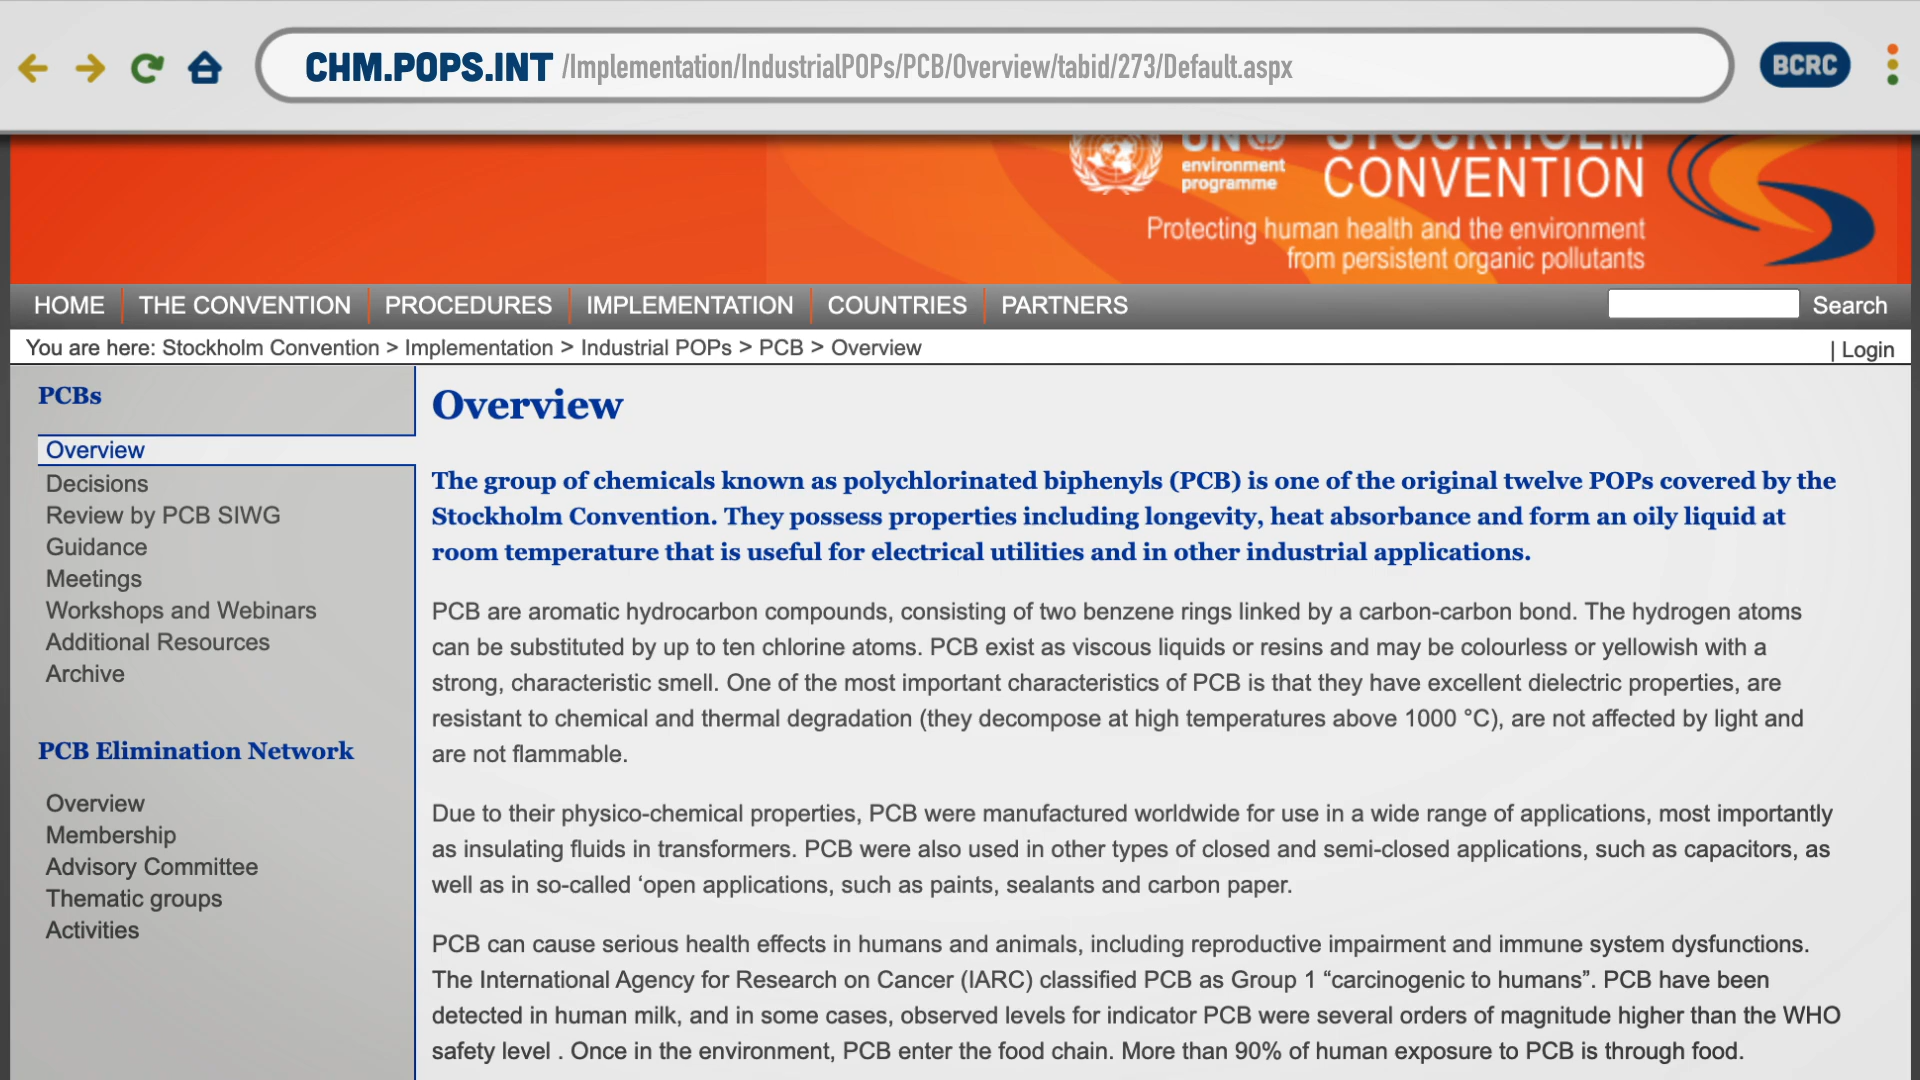 CHM.POPS.INT /Implementation/IndustrialPOPs/PCB/Overview/tabid/273/Default.aspx
BCRC
UN
environment
programme
STOCKHOLM
CONVENTION
Protecting human health and the environment
from persistent organic pollutants
HOME THE CONVENTION PROCEDURES IMPLEMENTATION COUNTRIES PARTNERS Search
You are here: Stockholm Convention > Implementation > Industrial POPs > PCB > Overview
| Login
PCBs
Overview
Decisions
Review by PCB SIWG
Guidance
Meetings
Workshops and Webinars
Additional Resources
Archive
PCB Elimination Network
Overview
Membership
Advisory Committee
Thematic groups
Activities
Overview
The group of chemicals known as polychlorinated biphenyls (PCB) is one of the original twelve POPs covered by the
Stockholm Convention. They possess properties including longevity, heat absorbance and form an oily liquid at
room temperature that is useful for electrical utilities and in other industrial applications.
PCB are aromatic hydrocarbon compounds, consisting of two benzene rings linked by a carbon-carbon bond. The hydrogen atoms
can be substituted by up to ten chlorine atoms. PCB exist as viscous liquids or resins and may be colourless or yellowish with a
strong, characteristic smell. One of the most important characteristics of PCB is that they have excellent dielectric properties, are
resistant to chemical and thermal degradation (they decompose at high temperatures above 1000 °C), are not affected by light and
are not flammable.
Due to their physico-chemical properties, PCB were manufactured worldwide for use in a wide range of applications, most importantly
as insulating fluids in transformers. PCB were also used in other types of closed and semi-closed applications, such as capacitors, as
well as in so-called ‘open applications, such as paints, sealants and carbon paper.
PCB can cause serious health effects in humans and animals, including reproductive impairment and immune system dysfunctions.
The International Agency for Research on Cancer (IARC) classified PCB as Group 1 “carcinogenic to humans”. PCB have been
detected in human milk, and in some cases, observed levels for indicator PCB were several orders of magnitude higher than the WHO
safety level . Once in the environment, PCB enter the food chain. More than 90% of human exposure to PCB is through food.